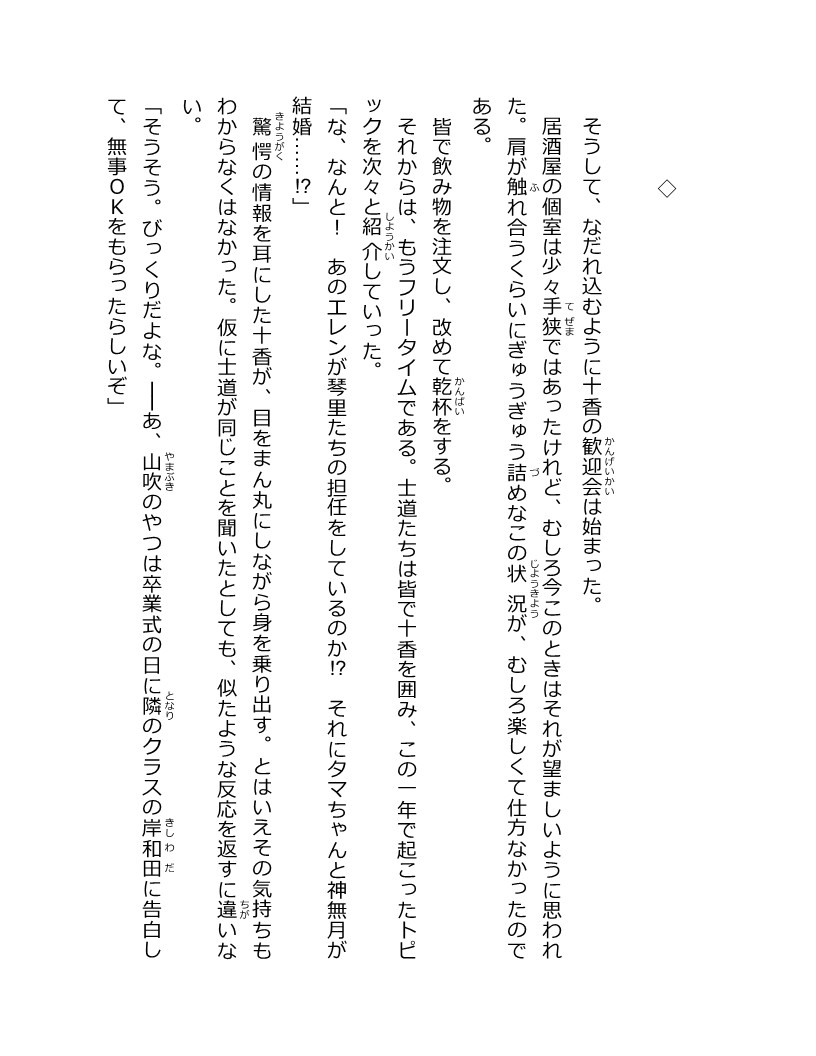 ◇
そうして、なだれ込むように十香の歓迎会は始まった。
居酒屋の個室は少々手狭ではあったけれど、むしろ今このときはそれが望ましいように思われ
た。肩が触れ合うくらいにぎゅうぎゅう詰めなこの状況が、むしろ楽しくて仕方なかったので
ある。
皆で飲み物を注文し、改めて乾杯をする。
それからは、もうフリータイムである。士道たちは皆で十香を囲み、この一年で起こったトピ
ックを次々と紹介していった。
「な、なんと！　あのエレンが琴里たちの担任をしているのか⁉　それにタマちゃんと神無月が
結婚……⁉」
驚愕の情報を耳にした十香が、目をまん丸にしながら身を乗り出す。とはいえその気持ちも
わからなくはなかった。仮に士道が同じことを聞いたとしても、似たような反応を返すに違いな
い。
「そうそう。びっくりだよな。――あ、山吹のやつは卒業式の日に隣のクラスの岸和田に告白し
て、無事ＯＫをもらったらしいぞ」